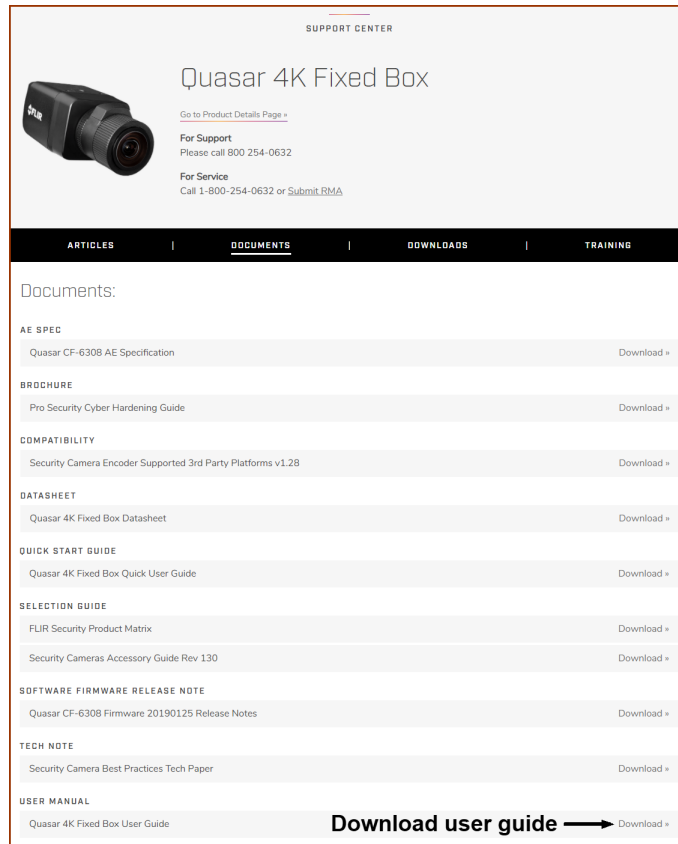 SUPPORT CENTER
Quasar 4K Fixed Box
◆FLIR
Go to Product Details Page »
For Support
Please call 800 254-0632
For Service
Call 1-800-254-0632 or Submit RMA
ARTICLES | DOCUMENTS | DOWNLOADS | TRAINING
Documents:
AE SPEC
Quasar CF-6308 AE Specification Download »
BROCHURE
Pro Security Cyber Hardening Guide Download »
COMPATIBILITY
Security Camera Encoder Supported 3rd Party Platforms v1.28 Download »
DATASHEET
Quasar 4K Fixed Box Datasheet Download »
QUICK START GUIDE
Quasar 4K Fixed Box Quick User Guide Download »
SELECTION GUIDE
FLIR Security Product Matrix Download »
Security Cameras Accessory Guide Rev 130 Download »
SOFTWARE FIRMWARE RELEASE NOTE
Quasar CF-6308 Firmware 20190125 Release Notes Download »
TECH NOTE
Security Camera Best Practices Tech Paper Download »
USER MANUAL
Quasar 4K Fixed Box User Guide Download user guide Download »